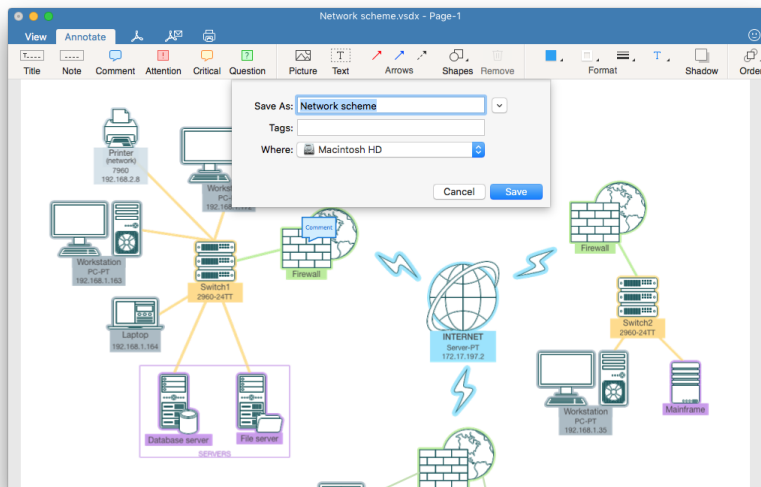 Network scheme.vsdx - Page-1
View
Annotate
Title
Note
Comment
Attention
Critical
Question
Picture
Text
Arrows
Shapes
Remove
Format
Shadow
Save As:
Network scheme
Tags:
Where:
Macintosh HD
Cancel
Save
Printer
(network)
7960
192.168.2.8
Workstation
PC-PT
192.168.1.163
Laptop
192.168.1.164
Switch1
2960-24TT
Comment
Firewall
Database server
File server
SERVERS
INTERNET
Server-PT
172.17.197.2
Firewall
Switch2
2960-24TT
Workstation
PC-PT
192.168.1.35
Mainframe